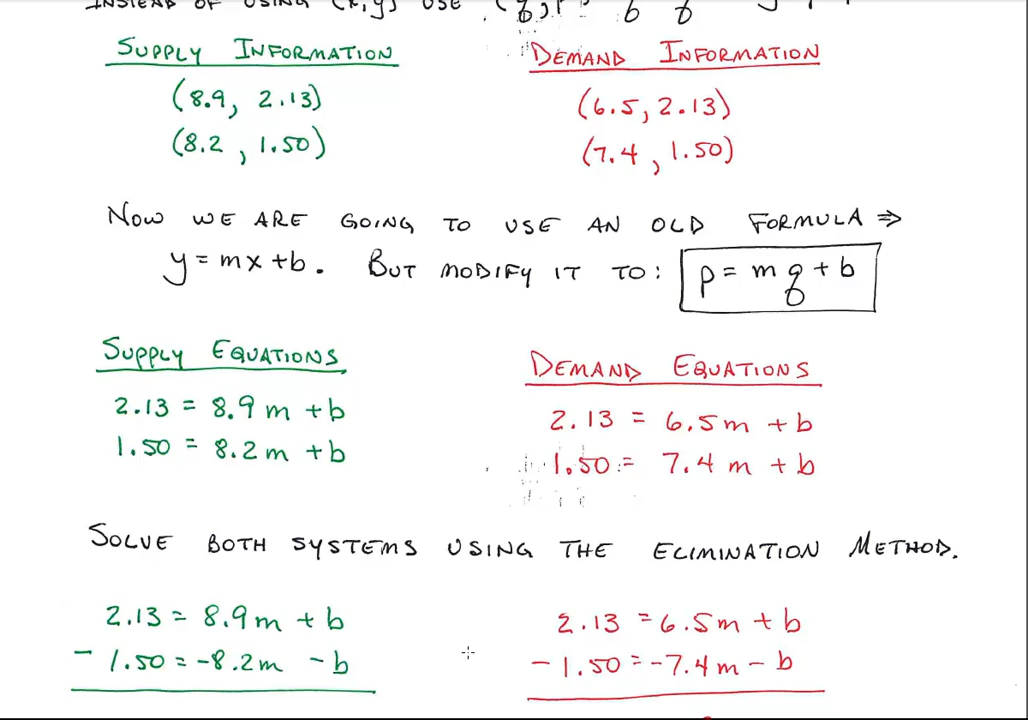 INSTEAD OF USING (x,y) USE
SUPPLY INFORMATION
(8.9, 2.13)
(8.2, 1.50)
DEMAND INFORMATION
(6.5, 2.13)
(7.4, 1.50)
NOW WE ARE GOING TO USE AN OLD FORMULA ⇒
y = mx + b. BUT MODIFY IT TO: p = mq + b
SUPPLY EQUATIONS
2.13 = 8.9m + b
1.50 = 8.2m + b
DEMAND EQUATIONS
2.13 = 6.5m + b
1.50 = 7.4m + b
SOLVE BOTH SYSTEMS USING THE ELIMINATION METHOD.
2.13 = 8.9m + b
- 1.50 = -8.2m - b
2.13 = 6.5m + b
- 1.50 = -7.4m - b